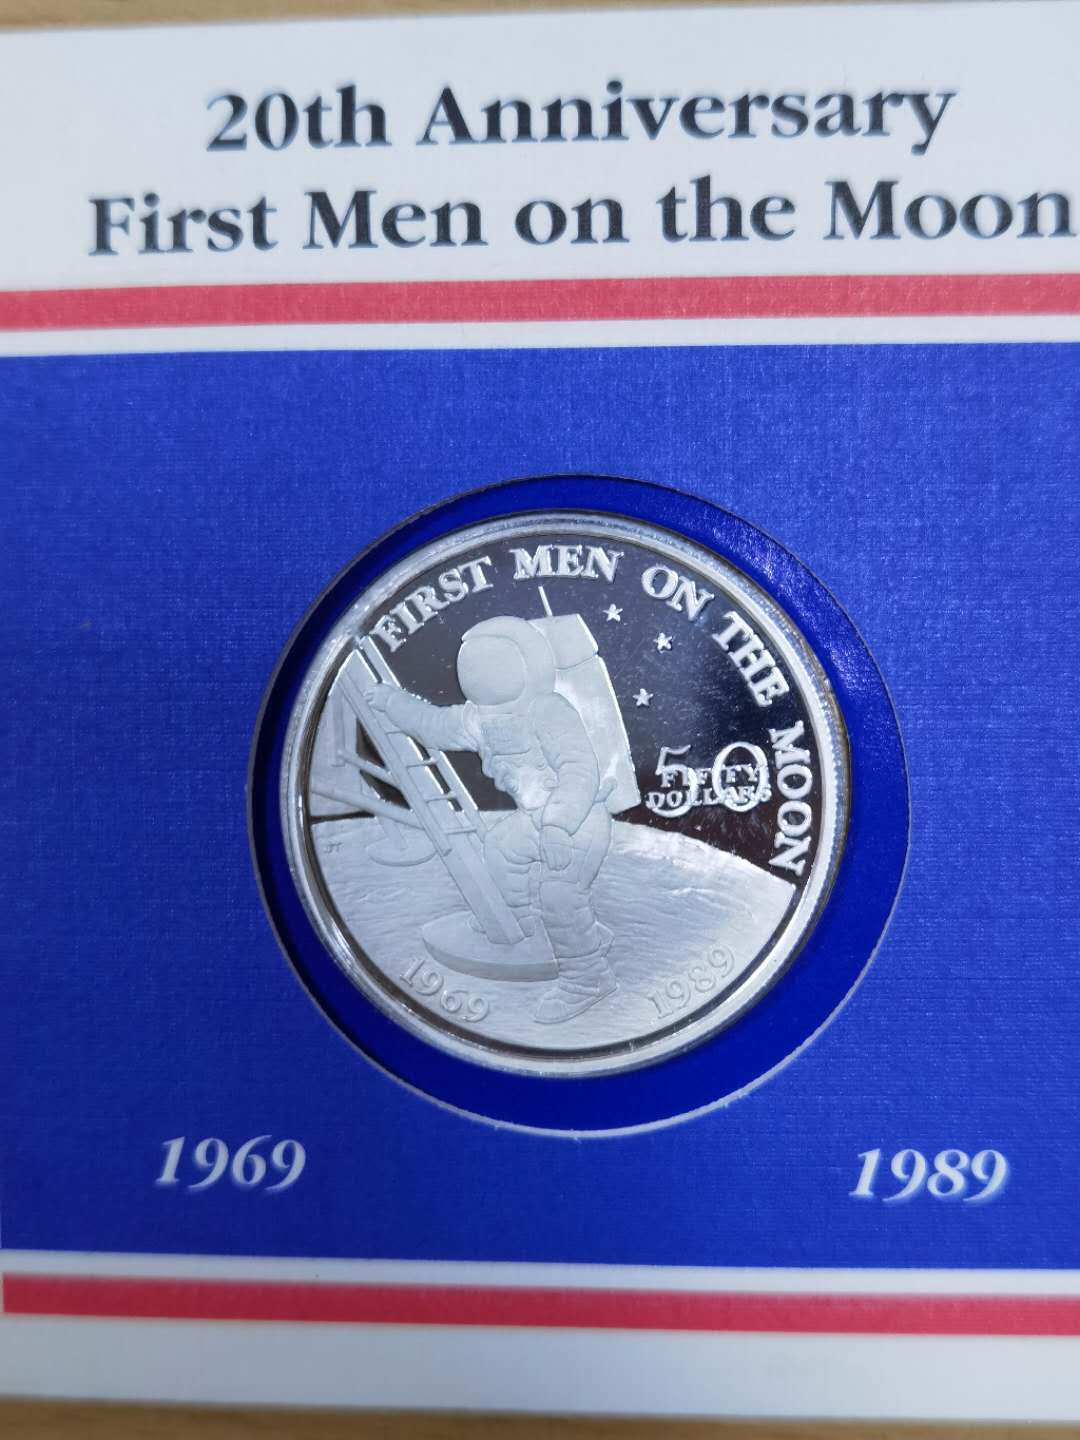 20th Anniversary
First Men on the Moon
FIRST MEN ON THE MOON
50
FIFTY
DOLLARS
JT
1969
1989
1969
1989